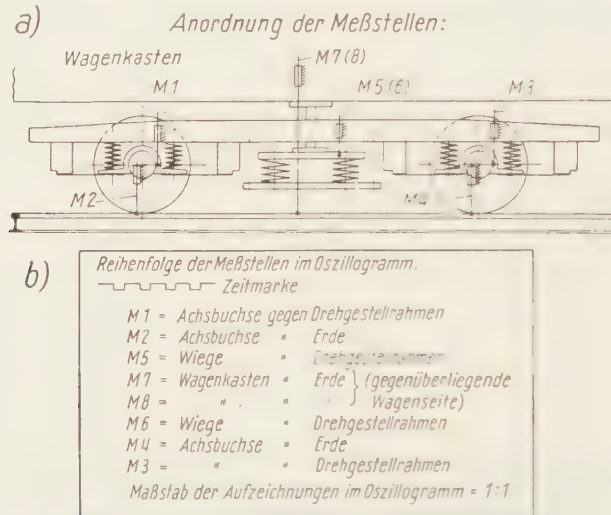 a) Anordnung der Meßstellen:
M7(8)
Wagenkasten
M1
M5(6)
M3
M2
b)
Reihenfolge der Meßstellen im Oszillogramm.
Zeitmarke
M1 = Achsbuchse gegen Drehgestellrahmen
M2 = Achsbuchse " Erde
M5 = Wiege " Drehgestellrahmen
M7 = Wagenkasten " Erde } (gegenüberliegende
M8 = " . " " Wagenseite)
M6 = Wiege " Drehgestellrahmen
M4 = Achsbuchse " Erde
M3 = " " Drehgestellrahmen
Maßstab der Aufzeichnungen im Oszillogramm = 1:1